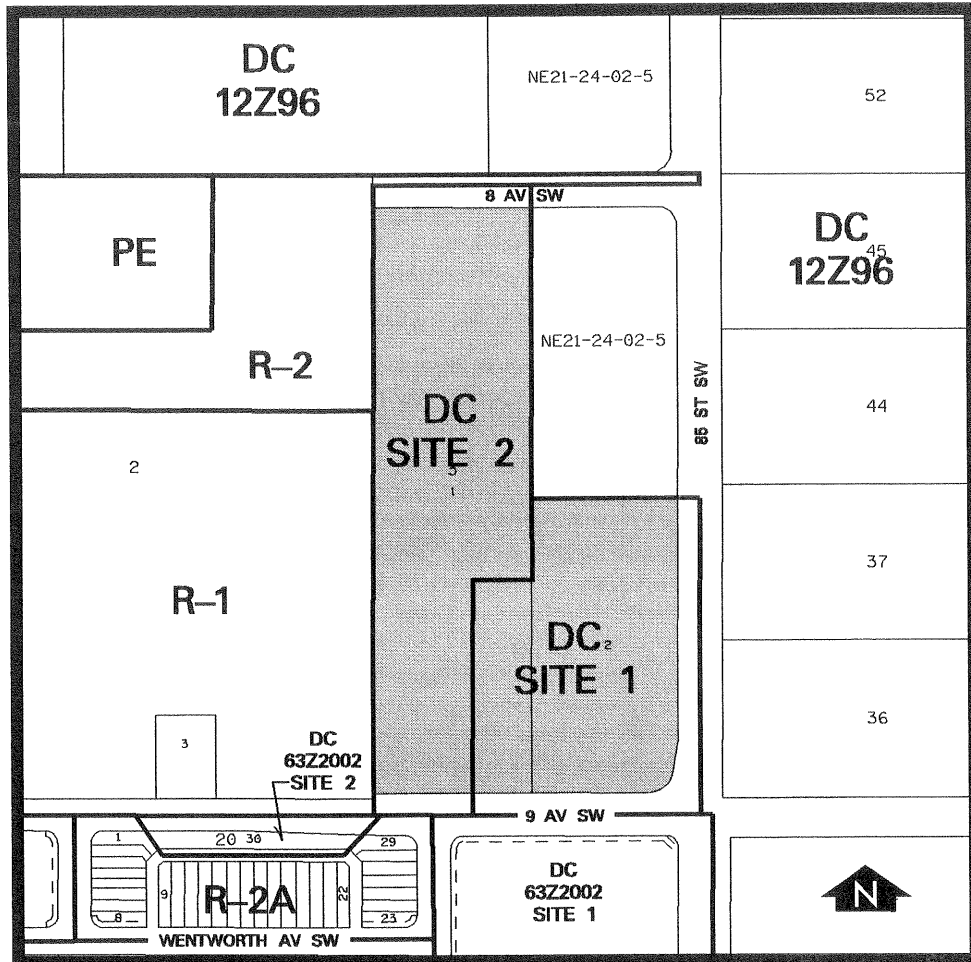 DC
12Z96
NE21-24-02-5
52
8 AV SW
PE
R-2
DC
12Z96
45
NE21-24-02-5
85 ST SW
DC
SITE 2
1
44
2
R-1
37
DC 2
SITE 1
36
3
DC
63Z2002
SITE 2
9 AV SW
1
20 30
29
9
R-2A
22
8
23
WENTWORTH AV SW
DC
63Z2002
SITE 1
N